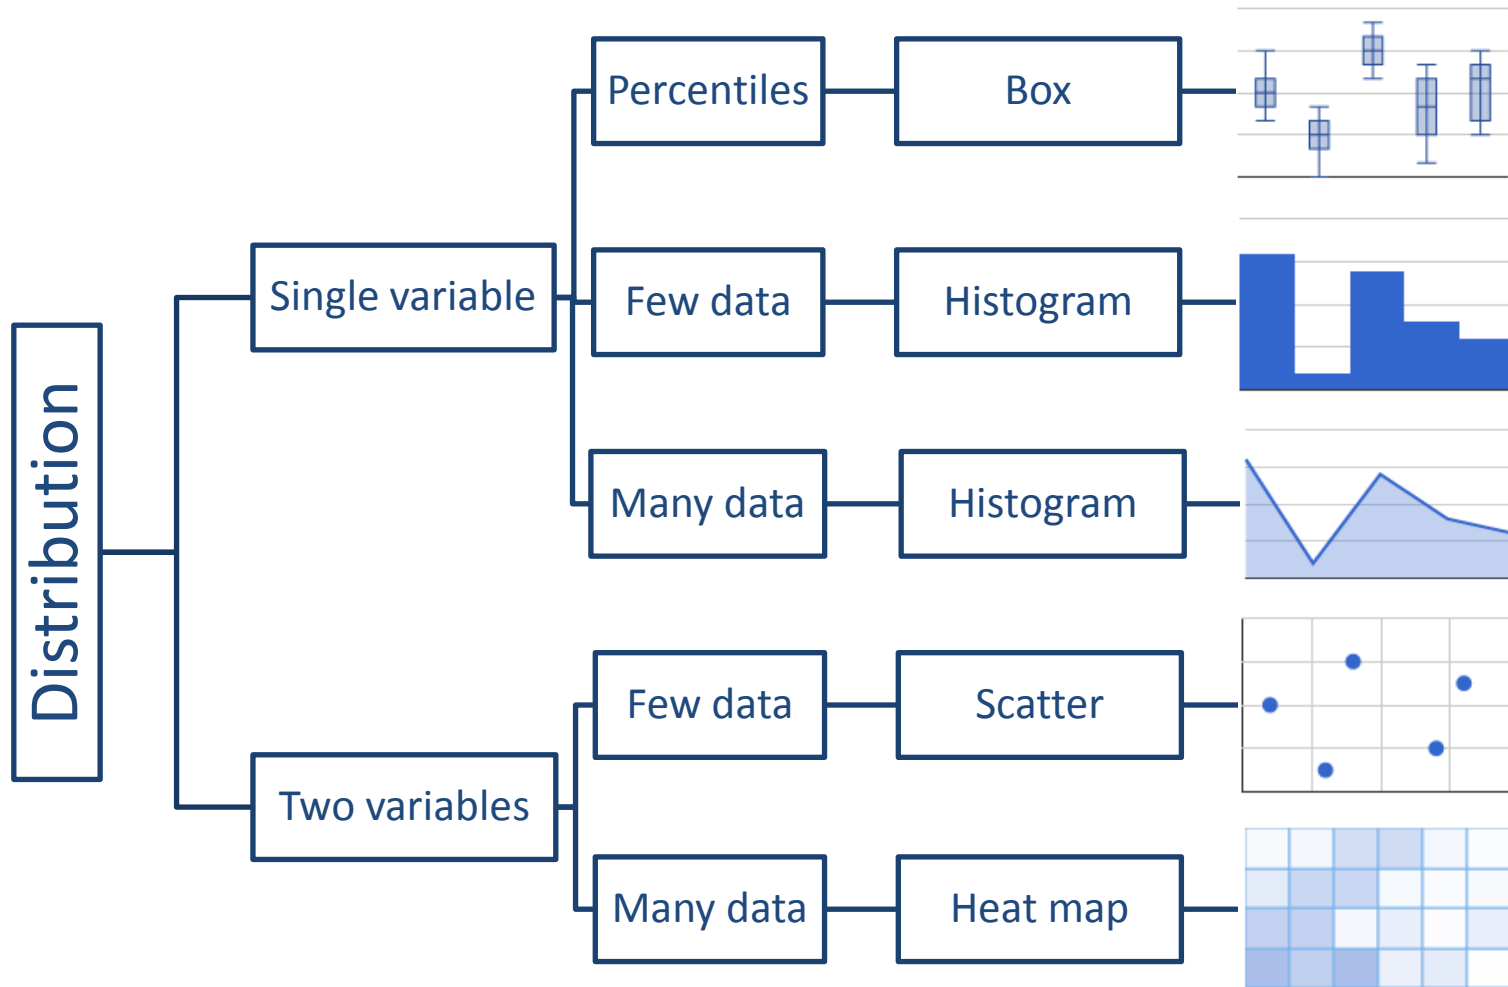 Distribution
Single variable
Percentiles
Box
Few data
Histogram
Many data
Histogram
Two variables
Few data
Scatter
Many data
Heat map